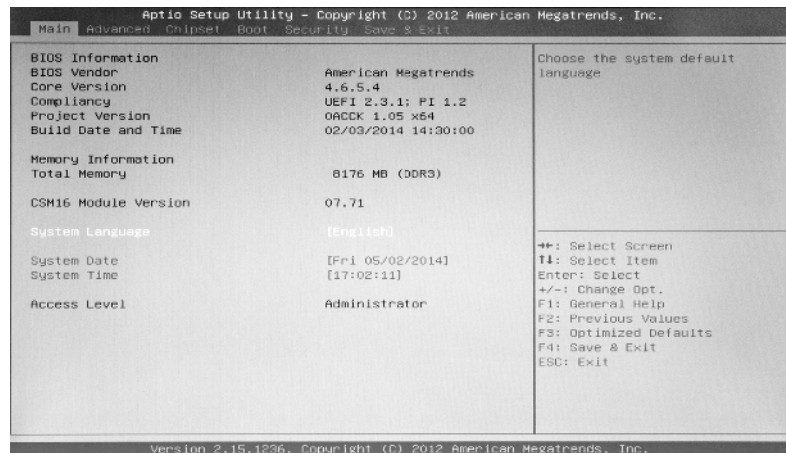 Aptio Setup Utility – Copyright (C) 2012 American Megatrends, Inc.
Main Advanced Chipset Boot Security Save & Exit
BIOS Information
BIOS Vendor American Megatrends
Core Version 4.6.5.4
Compliancy UEFI 2.3.1; PI 1.2
Project Version OACCK 1.05 x64
Build Date and Time 02/03/2014 14:30:00
Memory Information
Total Memory 8176 MB (DDR3)
CSM16 Module Version 07.71
System Language [English]
System Date [Fri 05/02/2014]
System Time [17:02:11]
Access Level Administrator
Choose the system default
language
→←: Select Screen
↑↓: Select Item
Enter: Select
+/-: Change Opt.
F1: General Help
F2: Previous Values
F3: Optimized Defaults
F4: Save & Exit
ESC: Exit
Version 2.15.1236. Copyright (C) 2012 American Megatrends, Inc.